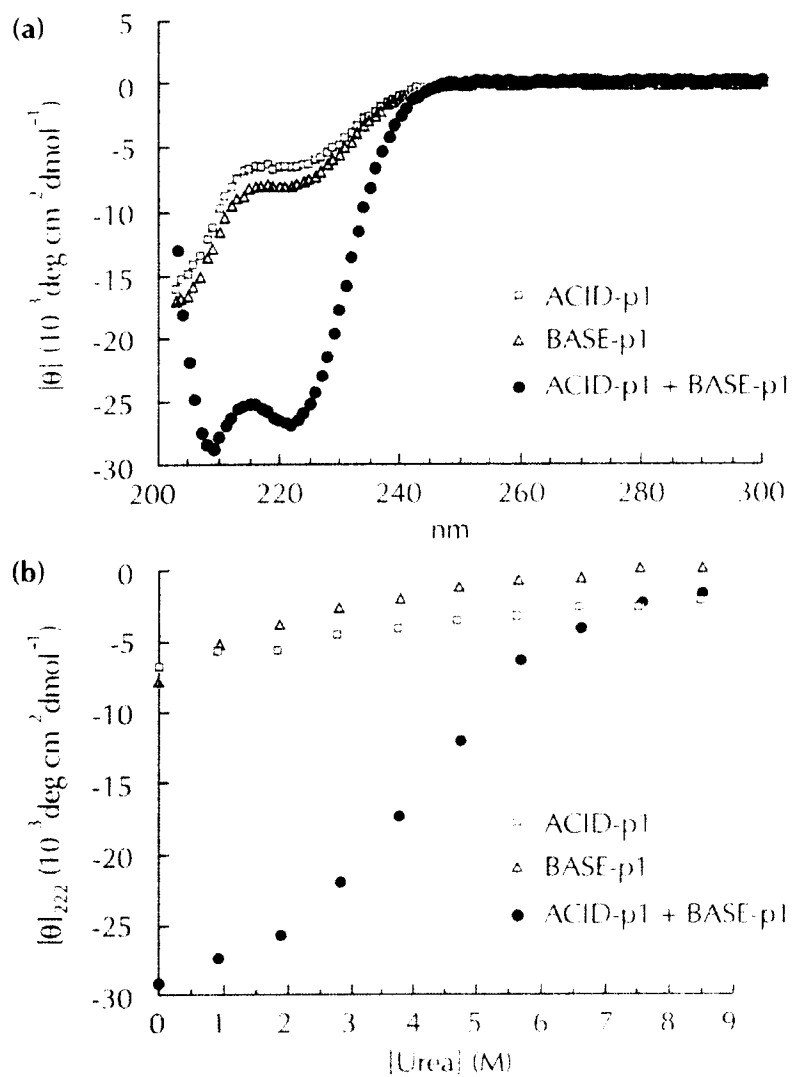 (a)
5
0
-5
-10
-15
-20
-25
-30
[θ] (10³ deg cm² dmol⁻¹)
200 220 240 260 280 300
nm
ACID-p1
BASE-p1
ACID-p1 + BASE-p1
(b)
0
-5
-10
-15
-20
-25
-30
[θ]₂₂₂ (10³ deg cm² dmol⁻¹)
0 1 2 3 4 5 6 7 8 9
[Urea] (M)
ACID-p1
BASE-p1
ACID-p1 + BASE-p1